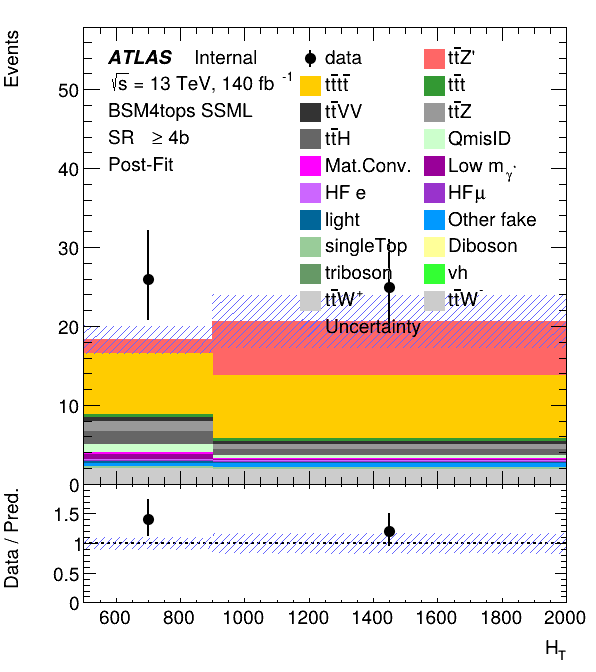 Events
ATLAS Internal
√s = 13 TeV, 140 fb⁻¹
BSM4tops SSML
SR ≥ 4b
Post-Fit
data
tt̄Z'
tt̄tt̄
tt̄t
tt̄VV
tt̄Z
tt̄H
QmisID
Mat.Conv.
Low m_γ*
HF e
HF μ
light
Other fake
singleTop
Diboson
triboson
vh
tt̄W⁺
tt̄W⁻
Uncertainty
50
40
30
20
10
0
Data / Pred.
1.5
1
0.5
0
600 800 1000 1200 1400 1600 1800 2000
H_T